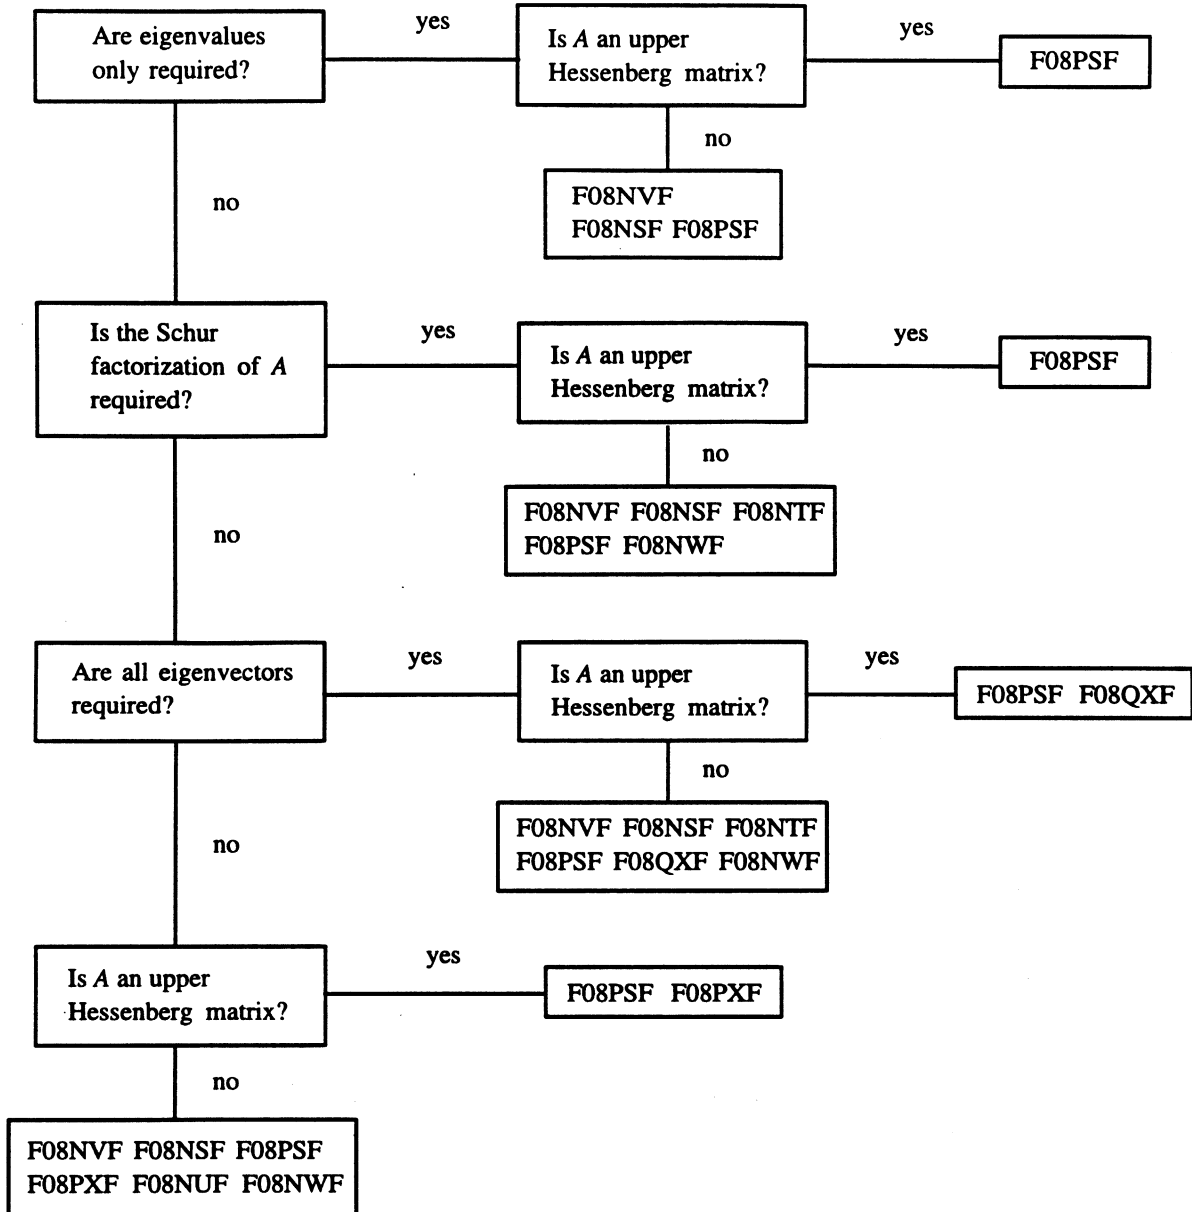 Are eigenvalues
only required?
yes
Is A an upper
Hessenberg matrix?
yes
F08PSF
no
F08NVF
F08NSF F08PSF
no
Is the Schur
factorization of A
required?
yes
Is A an upper
Hessenberg matrix?
yes
F08PSF
no
F08NVF F08NSF F08NTF
F08PSF F08NWF
no
Are all eigenvectors
required?
yes
Is A an upper
Hessenberg matrix?
yes
F08PSF F08QXF
no
F08NVF F08NSF F08NTF
F08PSF F08QXF F08NWF
no
Is A an upper
Hessenberg matrix?
yes
F08PSF F08PXF
no
F08NVF F08NSF F08PSF
F08PXF F08NUF F08NWF